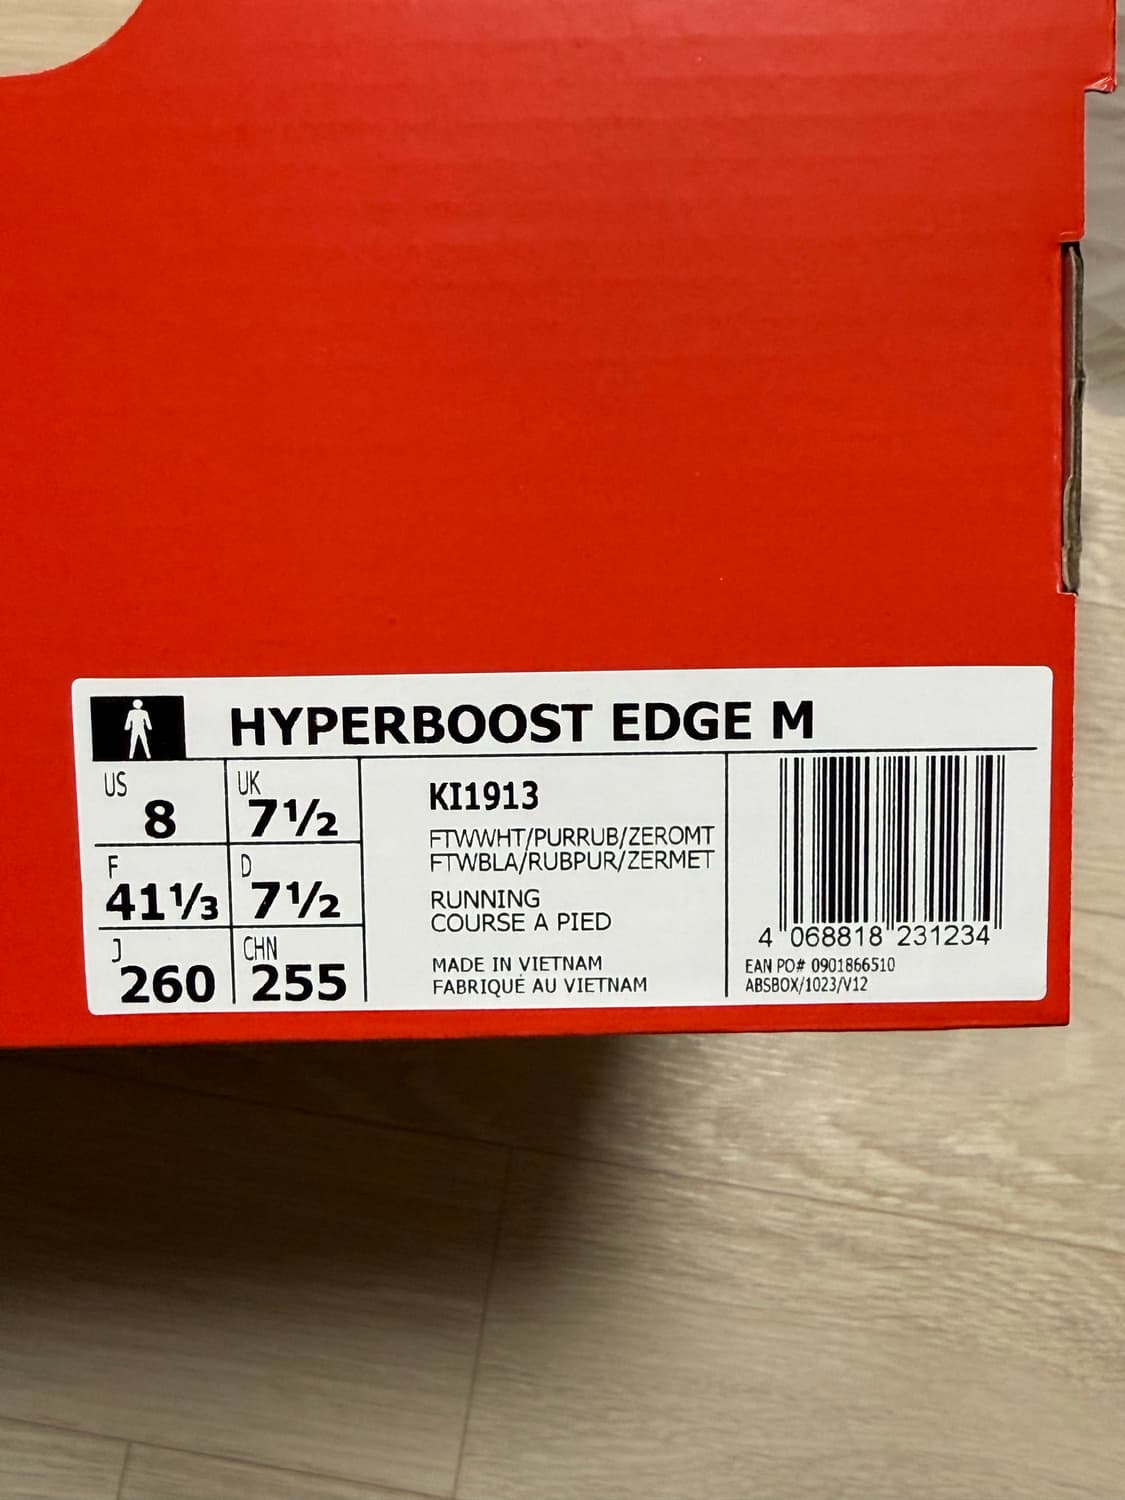 HYPERBOOST EDGE M
US
8
UK
7½
F
41⅓
D
7½
J
260
CHN
255
KI1913
FTWWHT/PURRUB/ZEROMT
FTWBLA/RUBPUR/ZERMET
RUNNING
COURSE A PIED
MADE IN VIETNAM
FABRIQUÉ AU VIETNAM
4 068818 231234
EAN PO# 0901866510
ABSBOX/1023/V12